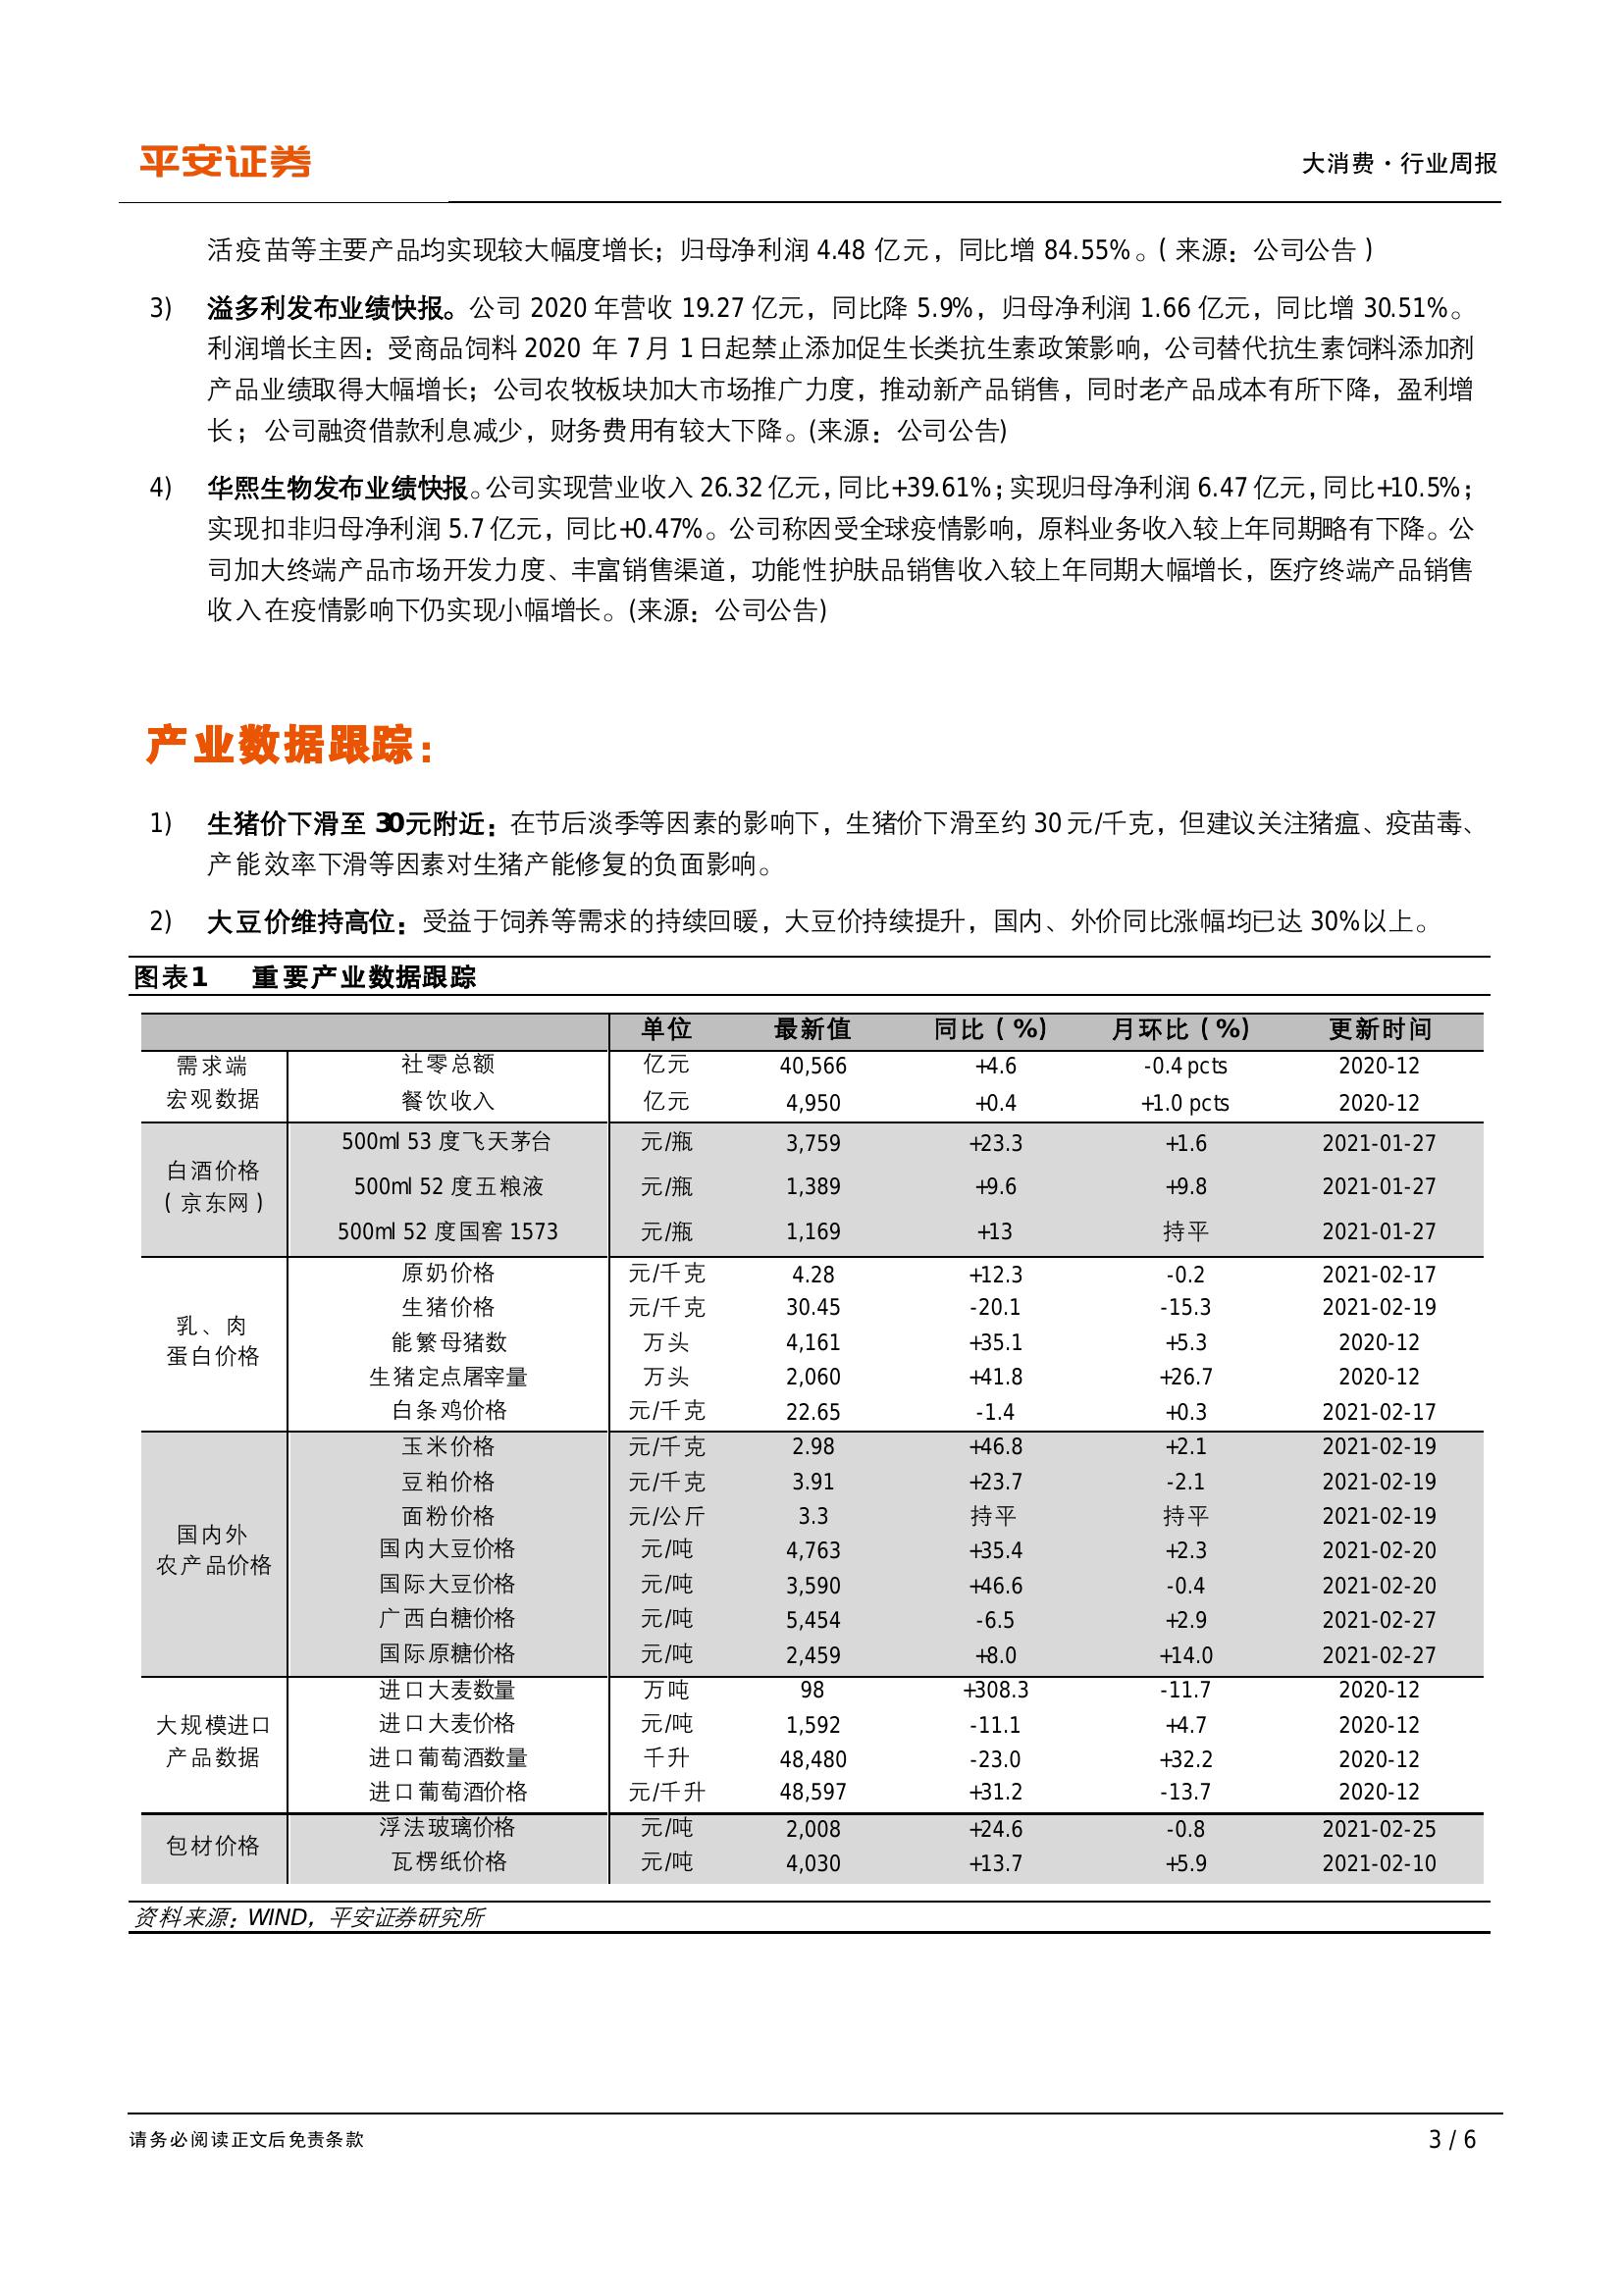 平安证券
大消费·行业周报
活疫苗等主要产品均实现较大幅度增长；归母净利润 4.48 亿元，同比增 84.55%。(来源：公司公告)
3) 溢多利发布业绩快报。公司 2020 年营收 19.27 亿元，同比降 5.9%，归母净利润 1.66 亿元，同比增 30.51%。
利润增长主因：受商品饲料 2020 年 7 月 1 日起禁止添加促生长类抗生素政策影响，公司替代抗生素饲料添加剂
产品业绩取得大幅增长；公司农牧板块加大市场推广力度，推动新产品销售，同时老产品成本有所下降，盈利增
长；公司融资借款利息减少，财务费用有较大下降。(来源：公司公告)
4) 华熙生物发布业绩快报。公司实现营业收入 26.32 亿元，同比+39.61%；实现归母净利润 6.47 亿元，同比+10.5%；
实现扣非归母净利润 5.7 亿元，同比+0.47%。公司称因受全球疫情影响，原料业务收入较上年同期略有下降。公
司加大终端产品市场开发力度、丰富销售渠道，功能性护肤品销售收入较上年同期大幅增长，医疗终端产品销售
收入在疫情影响下仍实现小幅增长。(来源：公司公告)
产业数据跟踪：
1) 生猪价下滑至 30元附近：在节后淡季等因素的影响下，生猪价下滑至约 30 元/千克，但建议关注猪瘟、疫苗毒、
产能效率下滑等因素对生猪产能修复的负面影响。
2) 大豆价维持高位：受益于饲养等需求的持续回暖，大豆价持续提升，国内、外价同比涨幅均已达 30%以上。
图表1 重要产业数据跟踪
单位 最新值 同比（%） 月环比（%） 更新时间
需求端
宏观数据
社零总额 亿元 40,566 +4.6 -0.4 pcts 2020-12
餐饮收入 亿元 4,950 +0.4 +1.0 pcts 2020-12
白酒价格
（京东网）
500ml 53 度飞天茅台 元/瓶 3,759 +23.3 +1.6 2021-01-27
500ml 52 度五粮液 元/瓶 1,389 +9.6 +9.8 2021-01-27
500ml 52 度国窖 1573 元/瓶 1,169 +13 持平 2021-01-27
乳、肉
蛋白价格
原奶价格 元/千克 4.28 +12.3 -0.2 2021-02-17
生猪价格 元/千克 30.45 -20.1 -15.3 2021-02-19
能繁母猪数 万头 4,161 +35.1 +5.3 2020-12
生猪定点屠宰量 万头 2,060 +41.8 +26.7 2020-12
白条鸡价格 元/千克 22.65 -1.4 +0.3 2021-02-17
国内外
农产品价格
玉米价格 元/千克 2.98 +46.8 +2.1 2021-02-19
豆粕价格 元/千克 3.91 +23.7 -2.1 2021-02-19
面粉价格 元/公斤 3.3 持平 持平 2021-02-19
国内大豆价格 元/吨 4,763 +35.4 +2.3 2021-02-20
国际大豆价格 元/吨 3,590 +46.6 -0.4 2021-02-20
广西白糖价格 元/吨 5,454 -6.5 +2.9 2021-02-27
国际原糖价格 元/吨 2,459 +8.0 +14.0 2021-02-27
大规模进口
产品数据
进口大麦数量 万吨 98 +308.3 -11.7 2020-12
进口大麦价格 元/吨 1,592 -11.1 +4.7 2020-12
进口葡萄酒数量 千升 48,480 -23.0 +32.2 2020-12
进口葡萄酒价格 元/千升 48,597 +31.2 -13.7 2020-12
包材价格
浮法玻璃价格 元/吨 2,008 +24.6 -0.8 2021-02-25
瓦楞纸价格 元/吨 4,030 +13.7 +5.9 2021-02-10
资料来源：WIND，平安证券研究所
请务必阅读正文后免责条款
3 / 6